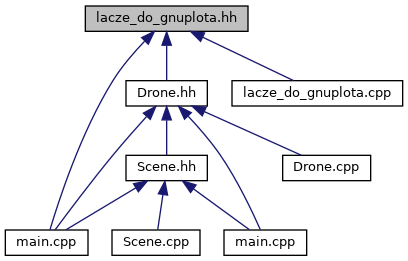 lacze_do_gnuplota.hh
Drone.hh
lacze_do_gnuplota.cpp
Scene.hh
Drone.cpp
main.cpp
Scene.cpp
main.cpp